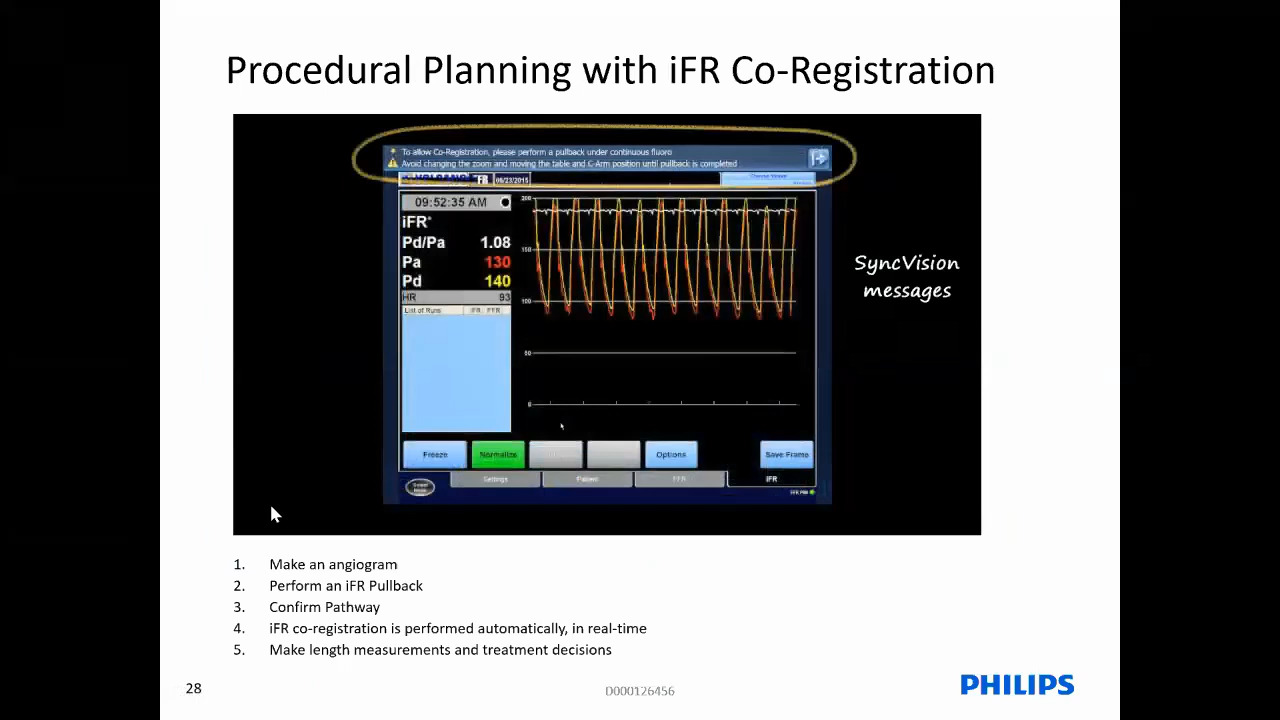 Procedural Planning with iFR Co-Registration
To allow Co-Registration, please perform a pullback under continuous fluoro
Avoid changing the zoom and moving the table and C-Arm position until pullback is completed
06/23/2015
09:52:35 AM
iFR*
Pd/Pa 1.08
Pa 130
Pd 140
HR 93
List of Runs iFR FFR
200
150
100
50
0
SyncVision
messages
Freeze Normalize Options Save Frame
Settings Patient FFR iFR
1. Make an angiogram
2. Perform an iFR Pullback
3. Confirm Pathway
4. iFR co-registration is performed automatically, in real-time
5. Make length measurements and treatment decisions
28
D000126456
PHILIPS